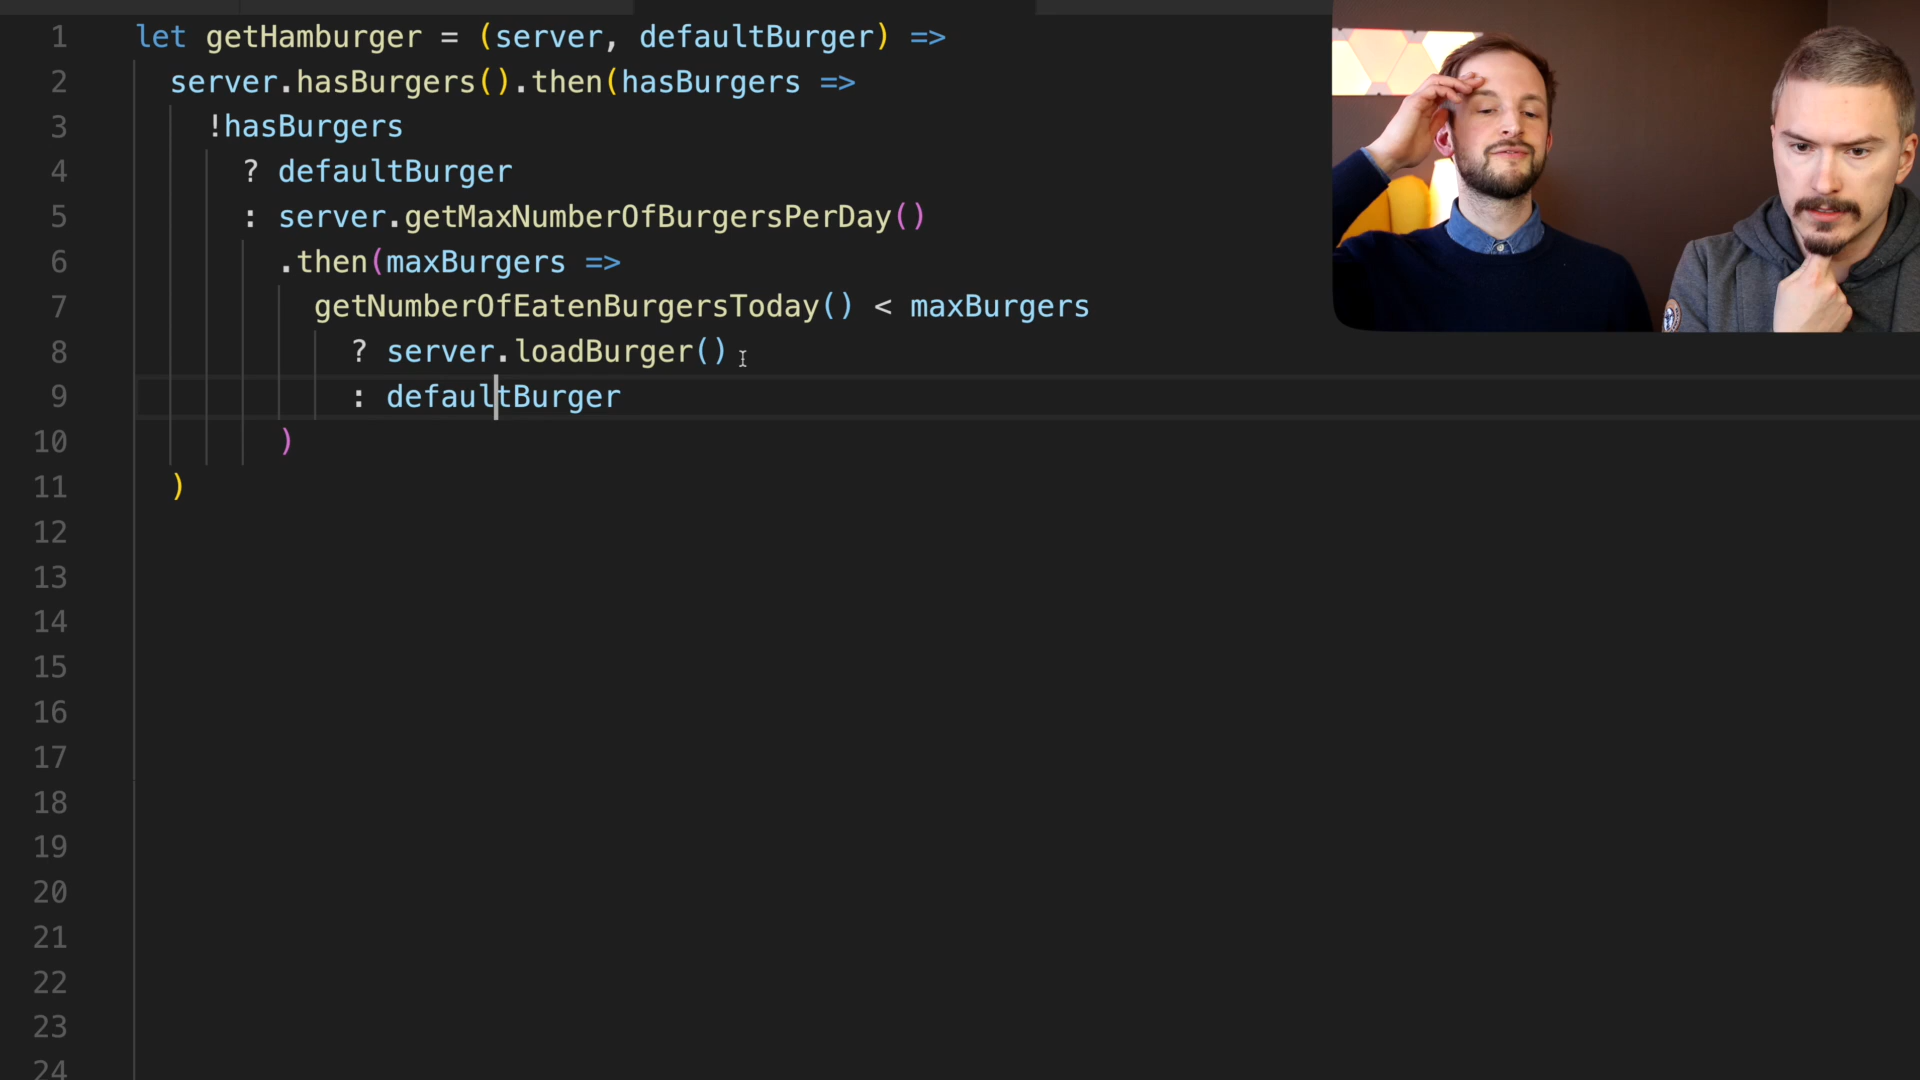 1 let getHamburger = (server, defaultBurger) =>
2 server.hasBurgers().then(hasBurgers =>
3 !hasBurgers
4 ? defaultBurger
5 : server.getMaxNumberOfBurgersPerDay()
6 .then(maxBurgers =>
7 getNumberOfEatenBurgersToday() < maxBurgers
8 ? server.loadBurger()
9 : defaultBurger
10 )
11 )
12
13
14
15
16
17
18
19
20
21
22
23
24